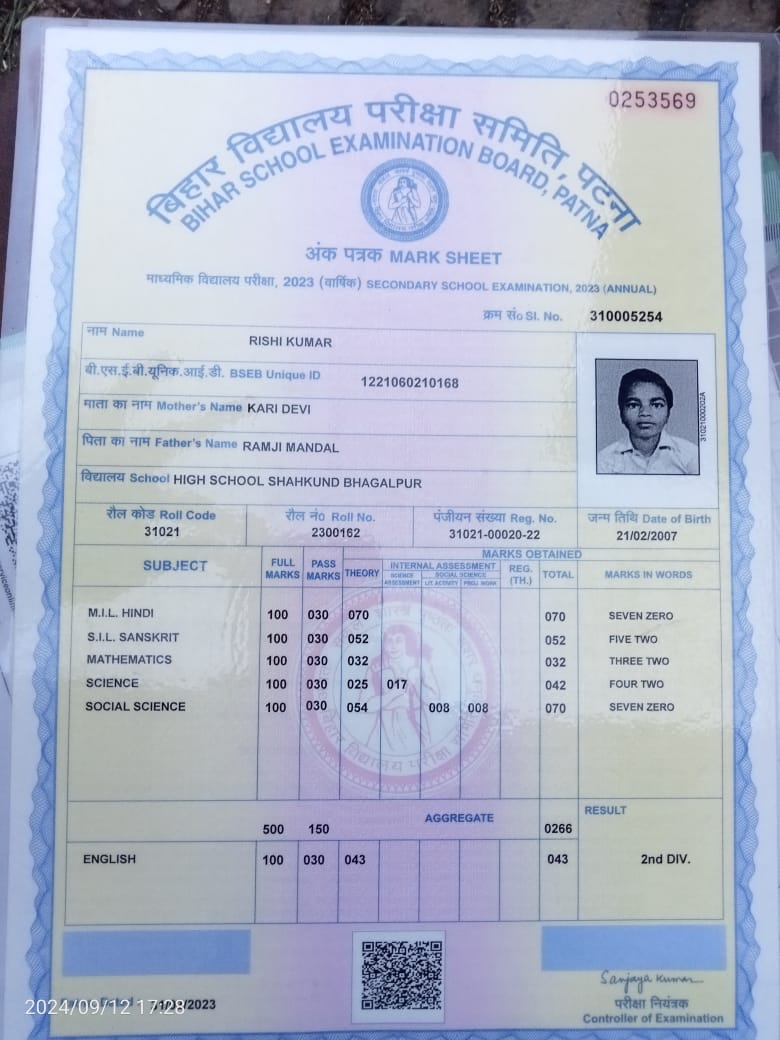 0253569
बिहार विद्यालय परीक्षा समिति, पटना
BIHAR SCHOOL EXAMINATION BOARD, PATNA
अंक पत्रक MARK SHEET
माध्यमिक विद्यालय परीक्षा, 2023 (वार्षिक) SECONDARY SCHOOL EXAMINATION, 2023 (ANNUAL)
क्रम सं० Sl. No. 310005254
नाम Name RISHI KUMAR
बी.एस.ई.बी.यूनिक.आई.डी. BSEB Unique ID 1221060210168
माता का नाम Mother's Name KARI DEVI
पिता का नाम Father's Name RAMJI MANDAL
विद्यालय School HIGH SCHOOL SHAHKUND BHAGALPUR
31021000202A
रौल कोड Roll Code रौल नं० Roll No. पंजीयन संख्या Reg. No. जन्म तिथि Date of Birth
31021 2300162 31021-00020-22 21/02/2007
MARKS OBTAINED
SUBJECT FULL MARKS PASS MARKS THEORY INTERNAL ASSESSMENT REG. (TH.) TOTAL MARKS IN WORDS
SCIENCE ASSESSMENT SOCIAL SCIENCE LIT. ACTIVITY PROJ. WORK
M.I.L. HINDI 100 030 070 070 SEVEN ZERO
S.I.L. SANSKRIT 100 030 052 052 FIVE TWO
MATHEMATICS 100 030 032 032 THREE TWO
SCIENCE 100 030 025 017 042 FOUR TWO
SOCIAL SCIENCE 100 030 054 008 008 070 SEVEN ZERO
AGGREGATE RESULT
500 150 0266
ENGLISH 100 030 043 043 2nd DIV.
Sanjaya Kumar
परीक्षा नियंत्रक
Controller of Examination
2024/09/12 17:28
/2023